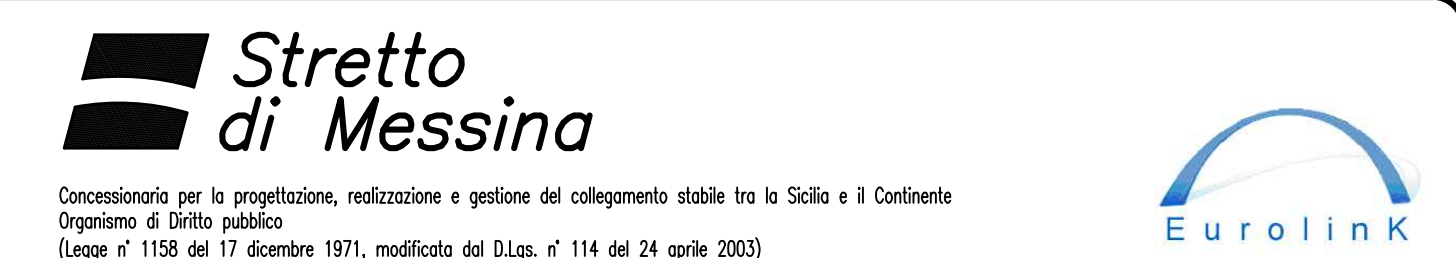 Stretto
di Messina
Concessionaria per la progettazione, realizzazione e gestione del collegamento stabile tra la Sicilia e il Continente
Organismo di Diritto pubblico
(Legge n° 1158 del 17 dicembre 1971, modificata dal D.Lgs. n° 114 del 24 aprile 2003)
EurolinK